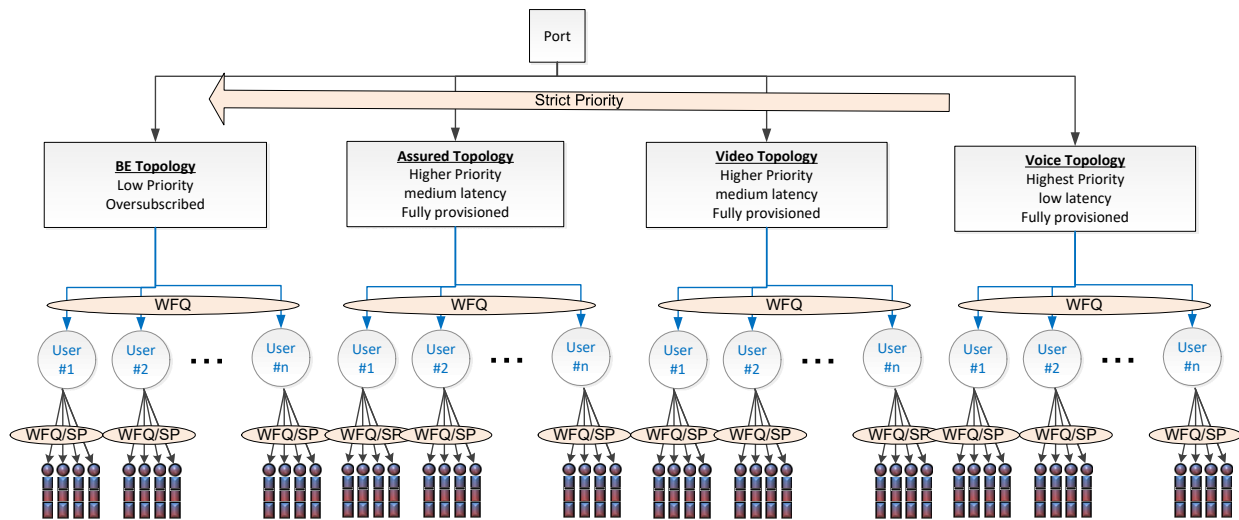 Port
Strict Priority
BE Topology
Low Priority
Oversubscribed
Assured Topology
Higher Priority
medium latency
Fully provisioned
Video Topology
Higher Priority
medium latency
Fully provisioned
Voice Topology
Highest Priority
low latency
Fully provisioned
WFQ
WFQ
WFQ
WFQ
User
#1
User
#2
...
User
#n
User
#1
User
#2
...
User
#n
User
#1
User
#2
...
User
#n
User
#1
User
#2
...
User
#n
WFQ/SP
WFQ/SP
WFQ/SP
WFQ/SP
WFQ/SP
WFQ/SP
WFQ/SP
WFQ/SP
WFQ/SP
WFQ/SP
WFQ/SP
WFQ/SP